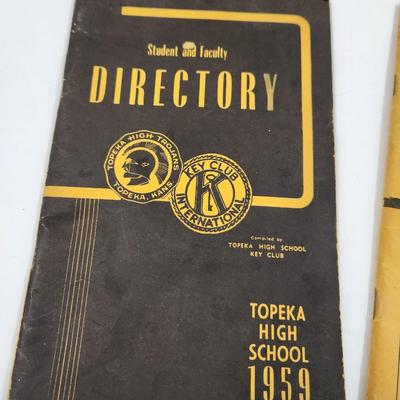 Student and Faculty
DIRECTORY
TOPEKA HIGH TROJANS
TOPEKA, KANS.
KEY CLUB
INTERNATIONAL
K
Compiled by
TOPEKA HIGH SCHOOL
KEY CLUB
TOPEKA
HIGH
SCHOOL
1959